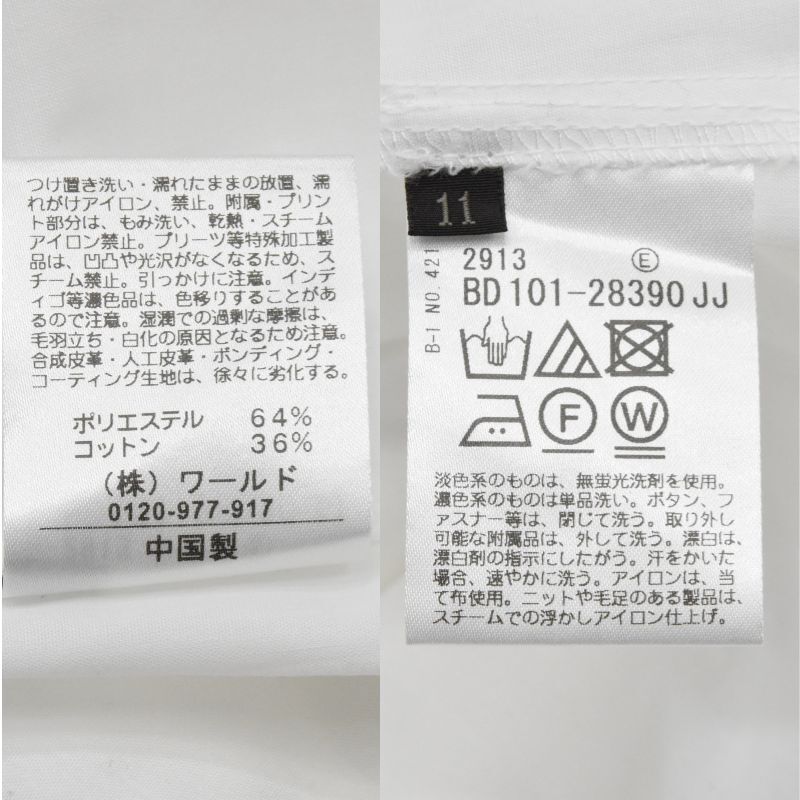 つけ置き洗い・濡れたままの放置、濡
れがけアイロン、禁止。附属・プリン
ト部分は、もみ洗い、乾熱・スチーム
アイロン禁止。プリーツ等特殊加工製
品は、凹凸や光沢がなくなるため、ス
チーム禁止。引っかけに注意。インデ
ィゴ等濃色品は、色移りすることがあ
るので注意。湿潤での過剰な摩擦は、
毛羽立ち・白化の原因となるため注意。
合成皮革・人工皮革・ボンディング・
コーティング生地は、徐々に劣化する。
ポリエステル 64%
コットン 36%
(株)ワールド
0120-977-917
中国製
11
B-1 NO.421
2913 E
BD 101-28390 JJ
F W
淡色系のものは、無蛍光洗剤を使用。
濃色系のものは単品洗い。ボタン、フ
ァスナー等は、閉じて洗う。取り外し
可能な附属品は、外して洗う。漂白は、
漂白剤の指示にしたがう。汗をかいた
場合、速やかに洗う。アイロンは、当
て布使用。ニットや毛足のある製品は、
スチームでの浮かしアイロン仕上げ。